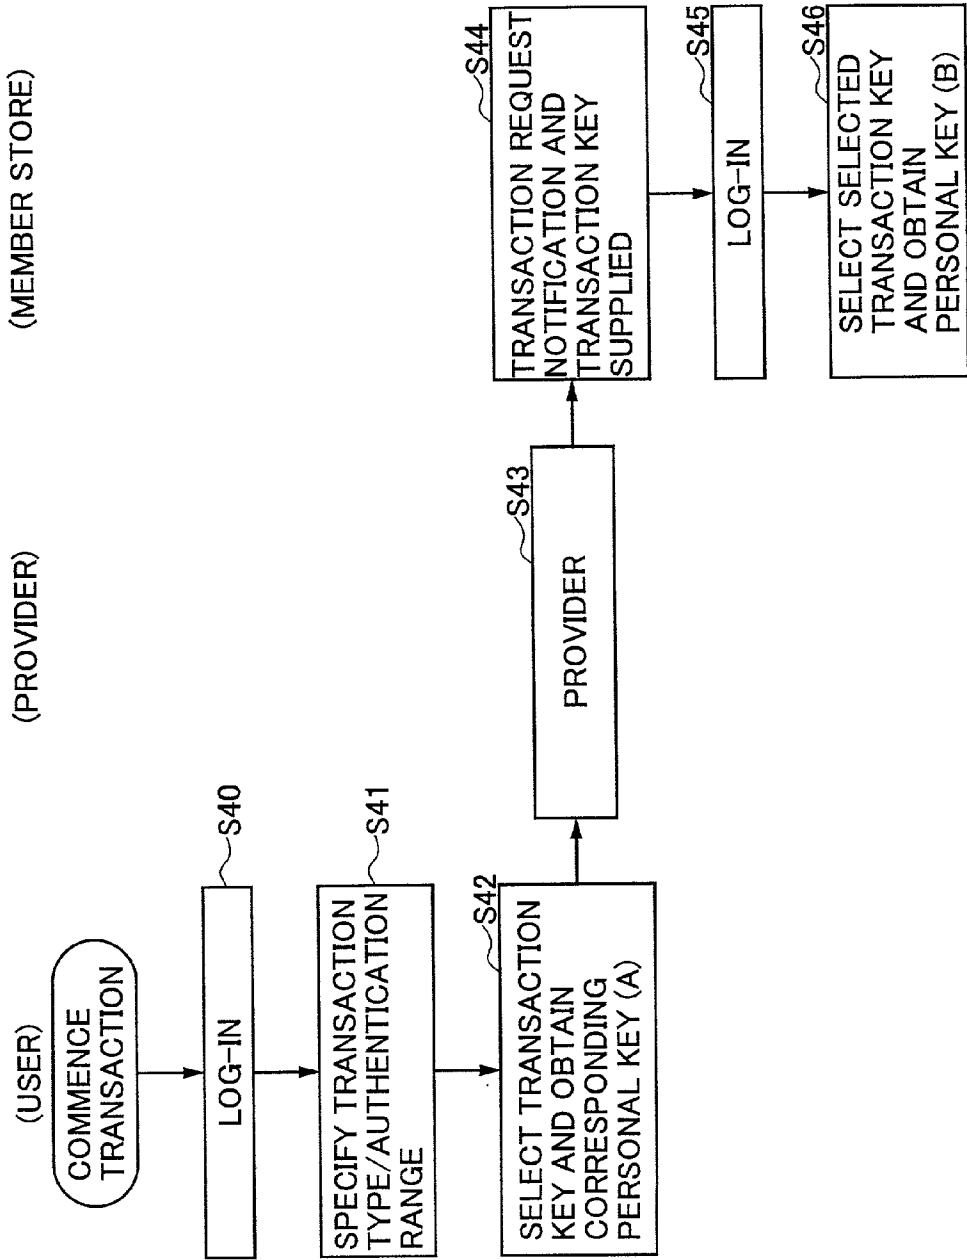 (USER)
(PROVIDER)
(MEMBER STORE)
COMMENCE
TRANSACTION
S40
LOG-IN
S41
SPECIFY TRANSACTION
TYPE/AUTHENTICATION
RANGE
S42
SELECT TRANSACTION
KEY AND OBTAIN
CORRESPONDING
PERSONAL KEY (A)
S43
PROVIDER
S44
TRANSACTION REQUEST
NOTIFICATION AND
TRANSACTION KEY
SUPPLIED
S45
LOG-IN
S46
SELECT SELECTED
TRANSACTION KEY
AND OBTAIN
PERSONAL KEY (B)